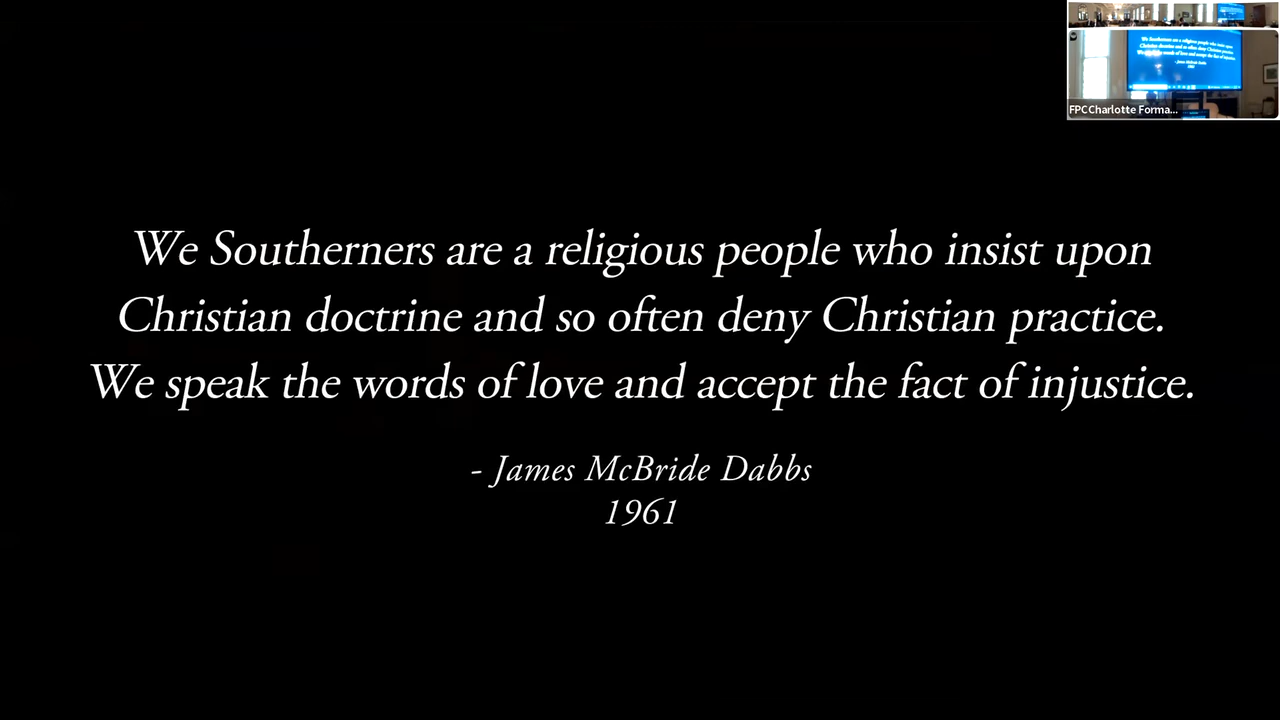 We Southerners are a religious people who insist upon
Christian doctrine and so often deny Christian practice.
We speak the words of love and accept the fact of injustice.
- James McBride Dabbs
1961
FPCCharlotte Forma...